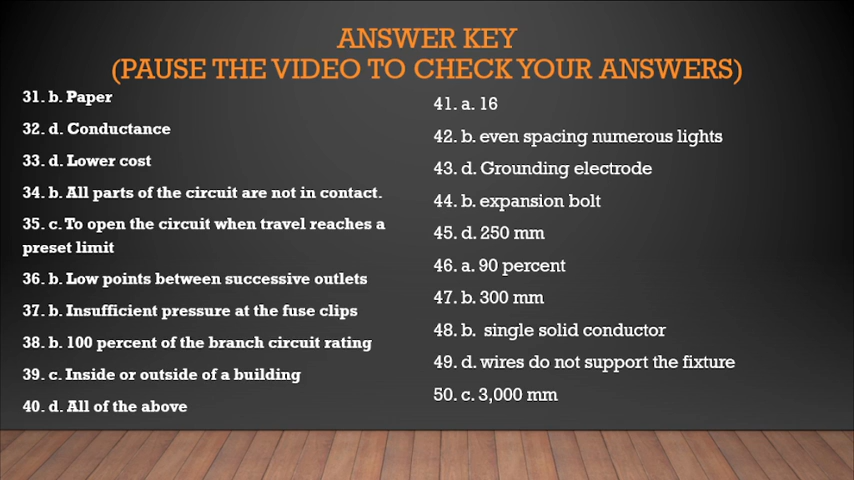 ANSWER KEY
(PAUSE THE VIDEO TO CHECK YOUR ANSWERS)
31. b. Paper
32. d. Conductance
33. d. Lower cost
34. b. All parts of the circuit are not in contact.
35. c. To open the circuit when travel reaches a
preset limit
36. b. Low points between successive outlets
37. b. Insufficient pressure at the fuse clips
38. b. 100 percent of the branch circuit rating
39. c. Inside or outside of a building
40. d. All of the above
41. a. 16
42. b. even spacing numerous lights
43. d. Grounding electrode
44. b. expansion bolt
45. d. 250 mm
46. a. 90 percent
47. b. 300 mm
48. b. single solid conductor
49. d. wires do not support the fixture
50. c. 3,000 mm